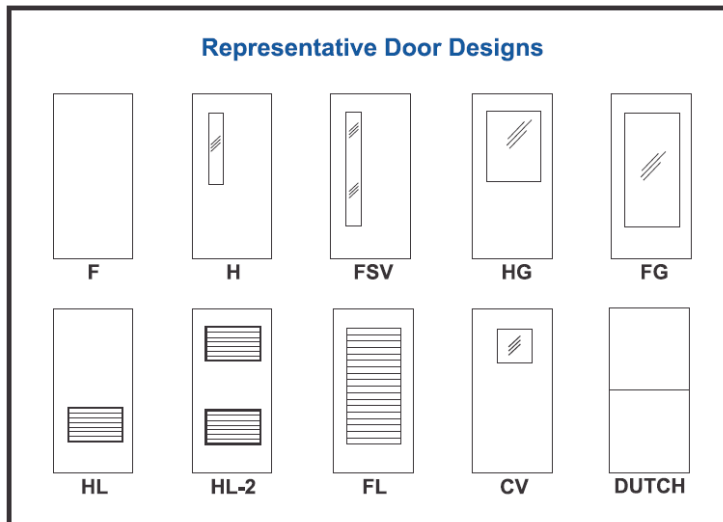 Representative Door Designs
F H FSV HG FG
HL HL-2 FL CV DUTCH